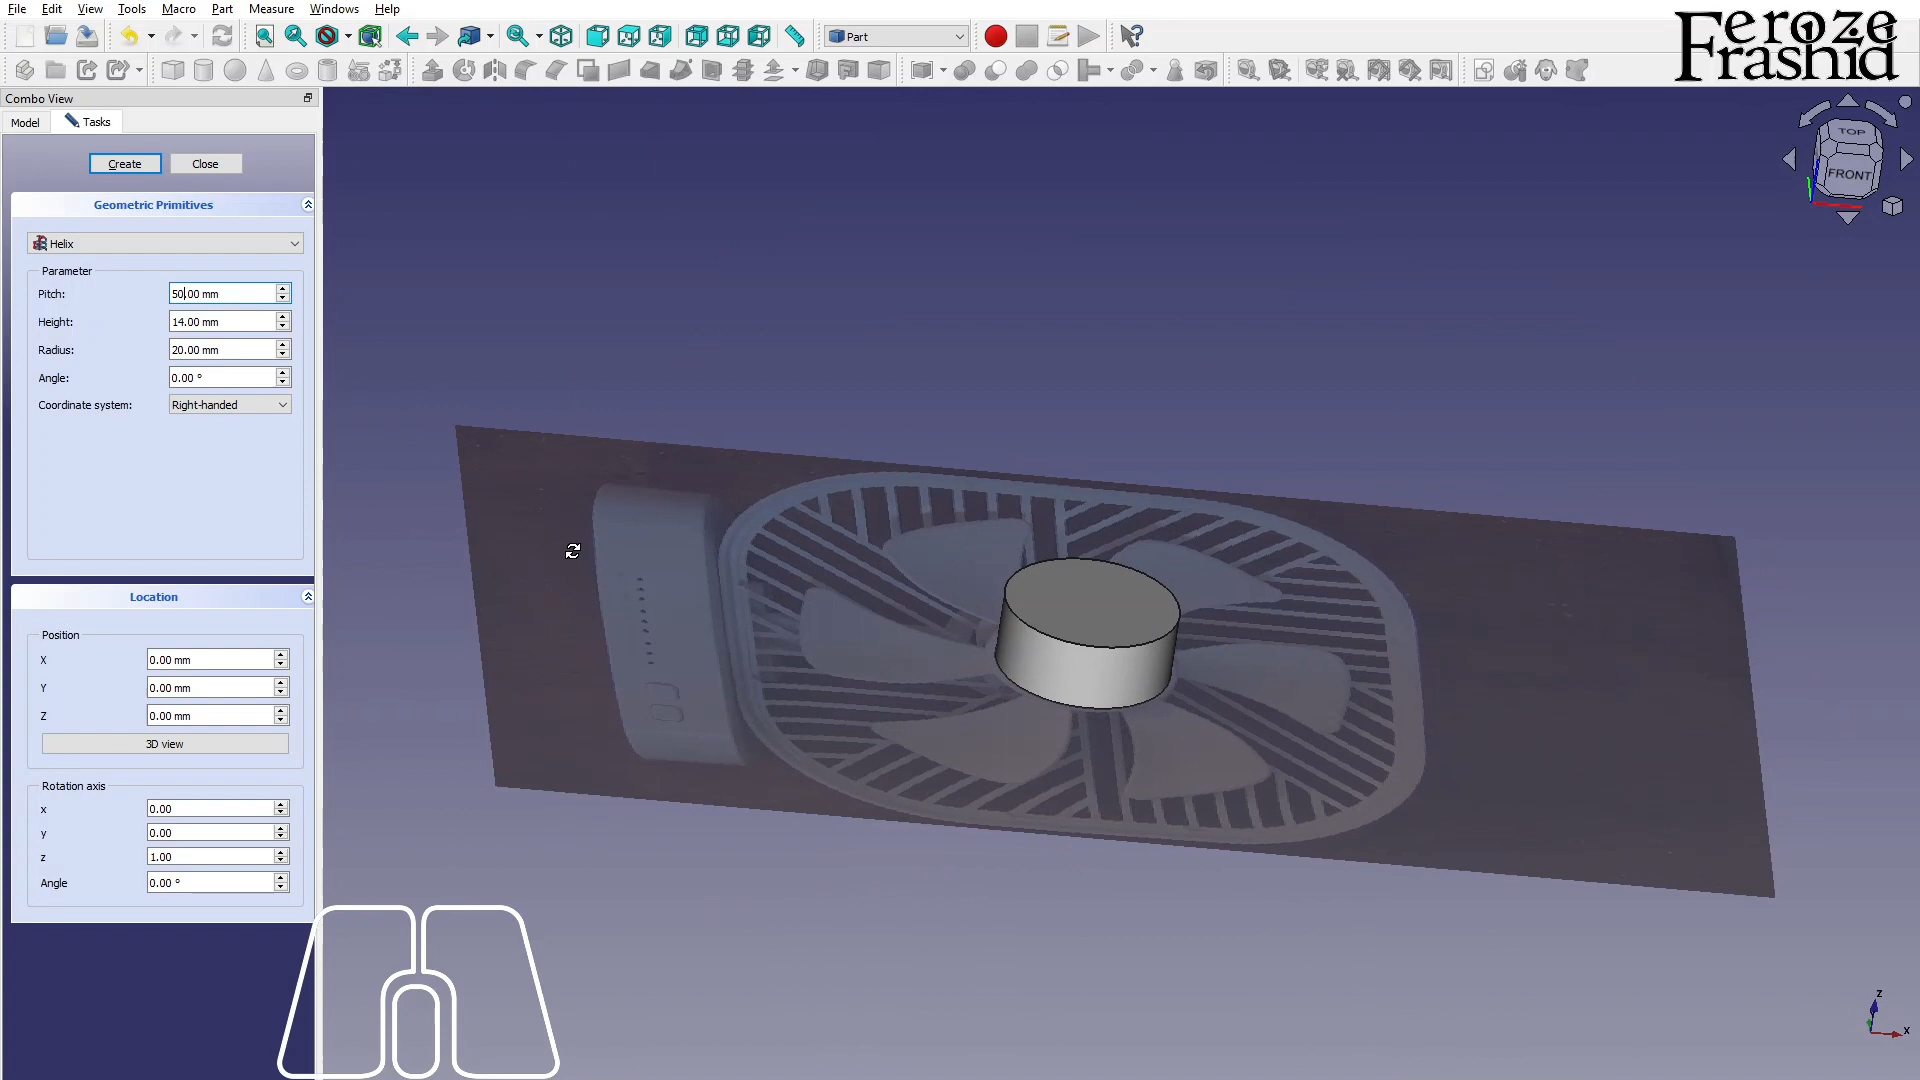 File Edit View Tools Macro Part Measure Windows Help
Part
Feroze
Frashid
Combo View
Model Tasks
Create Close
Geometric Primitives
Helix
Parameter
Pitch: 50.00 mm
Height: 14.00 mm
Radius: 20.00 mm
Angle: 0.00 °
Coordinate system: Right-handed
Location
Position
X 0.00 mm
Y 0.00 mm
Z 0.00 mm
3D view
Rotation axis
x 0.00
y 0.00
z 1.00
Angle 0.00 °
TOP
FRONT
Z
X